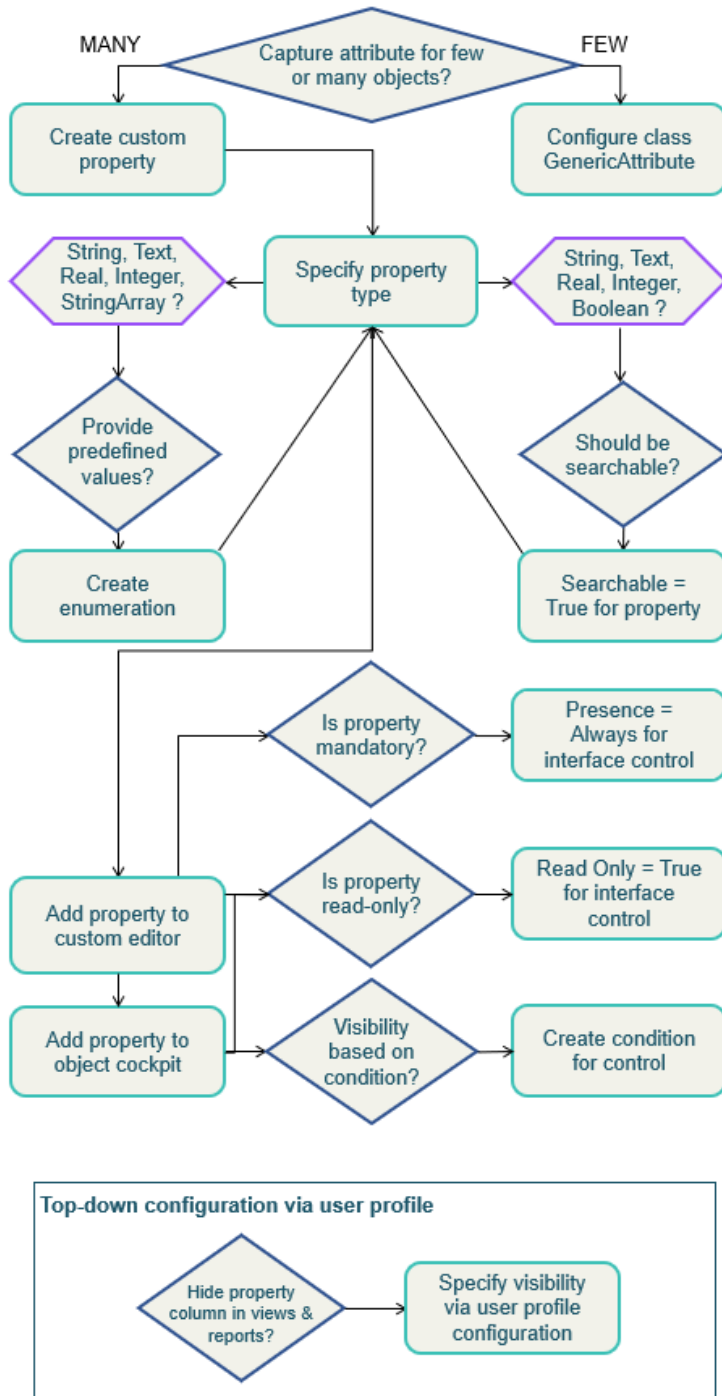 MANY
Capture attribute for few
or many objects?
FEW
Create custom
property
Configure class
GenericAttribute
String, Text,
Real, Integer,
StringArray ?
Specify property
type
String, Text,
Real, Integer,
Boolean ?
Provide
predefined
values?
Should be
searchable?
Create
enumeration
Searchable =
True for property
Is property
mandatory?
Presence =
Always for
interface control
Add property to
custom editor
Is property
read-only?
Read Only = True
for interface
control
Add property to
object cockpit
Visibility
based on
condition?
Create condition
for control
Top-down configuration via user profile
Hide property
column in views &
reports?
Specify visibility
via user profile
configuration